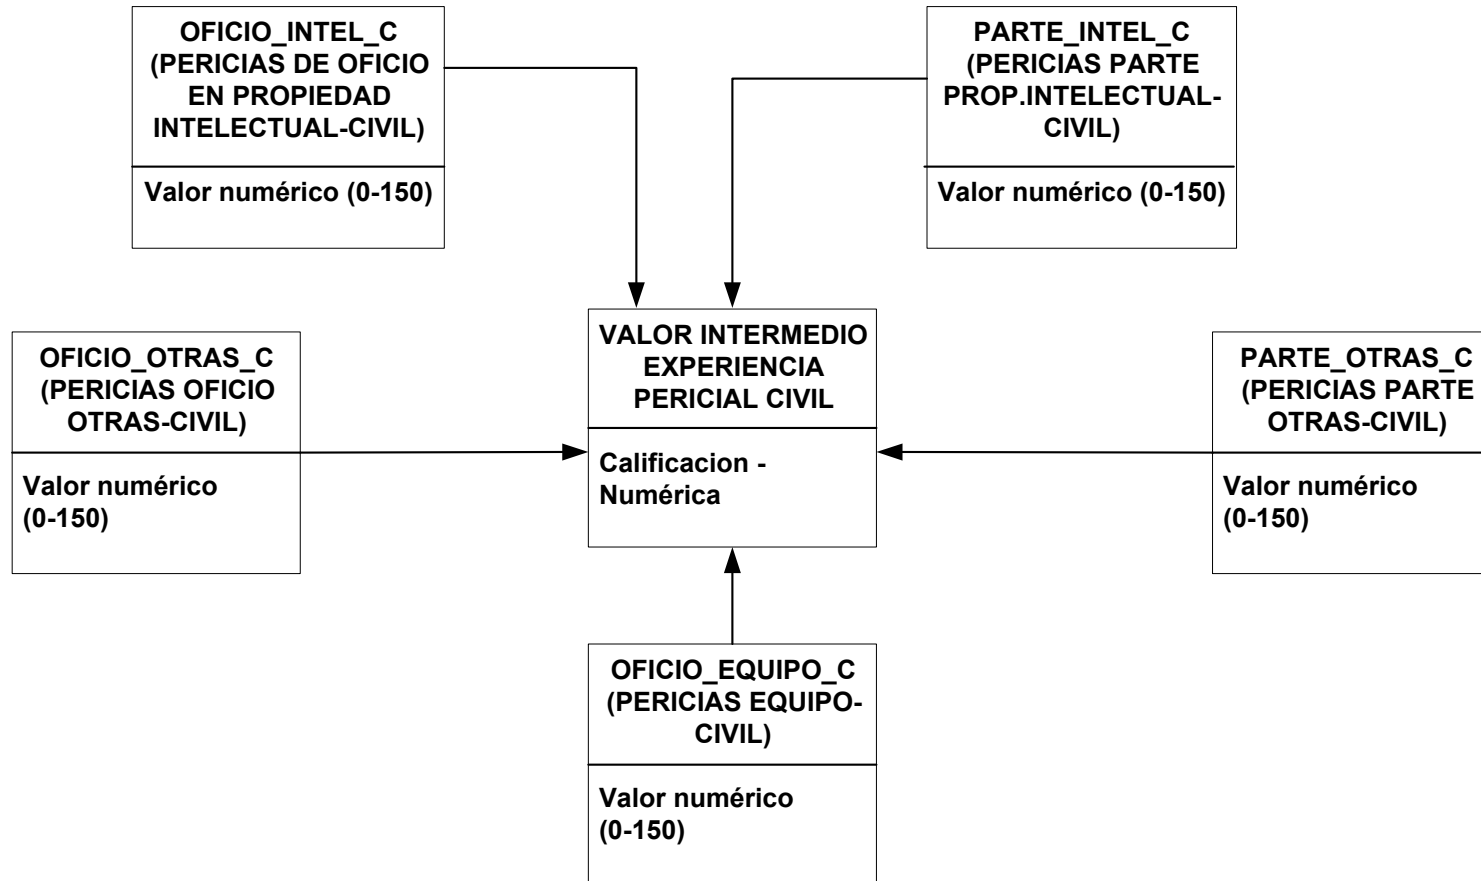 OFICIO_INTEL_C
(PERICIAS DE OFICIO
EN PROPIEDAD
INTELECTUAL-CIVIL)
Valor numérico (0-150)
PARTE_INTEL_C
(PERICIAS PARTE
PROP.INTELECTUAL-
CIVIL)
Valor numérico (0-150)
OFICIO_OTRAS_C
(PERICIAS OFICIO
OTRAS-CIVIL)
Valor numérico
(0-150)
VALOR INTERMEDIO
EXPERIENCIA
PERICIAL CIVIL
Calificacion -
Numérica
PARTE_OTRAS_C
(PERICIAS PARTE
OTRAS-CIVIL)
Valor numérico
(0-150)
OFICIO_EQUIPO_C
(PERICIAS EQUIPO-
CIVIL)
Valor numérico
(0-150)